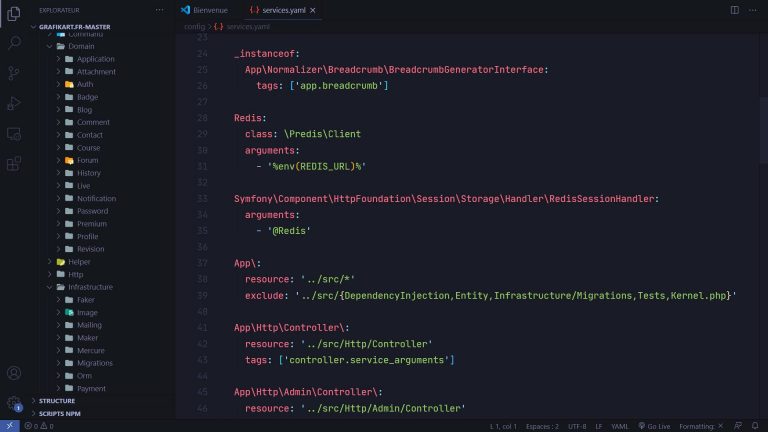 EXPLORATEUR
GRAFIKART.FR-MASTER
Command
Domain
Application
Attachment
Auth
Badge
Blog
Comment
Contact
Course
Forum
History
Live
Notification
Password
Premium
Profile
Revision
Helper
Http
Infrastructure
Faker
Image
Mailing
Maker
Mercure
Migrations
Orm
Payment
STRUCTURE
SCRIPTS NPM
Bienvenue
services.yaml
config > services.yaml
23
24 _instanceof:
25 App\Normalizer\Breadcrumb\BreadcrumbGeneratorInterface:
26 tags: ['app.breadcrumb']
27
28 Redis:
29 class: \Predis\Client
30 arguments:
31 - '%env(REDIS_URL)%'
32
33 Symfony\Component\HttpFoundation\Session\Storage\Handler\RedisSessionHandler:
34 arguments:
35 - '@Redis'
36
37 App\:
38 resource: '../src/*'
39 exclude: '../src/{DependencyInjection,Entity,Infrastructure/Migrations,Tests,Kernel.php}'
40
41 App\Http\Controller\:
42 resource: '../src/Http/Controller'
43 tags: ['controller.service_arguments']
44
45 App\Http\Admin\Controller\:
46 resource: '../src/Http/Admin/Controller'
1
0 0
L 1, col 1
Espaces : 2
UTF-8
LF
YAML
Go Live
Formatting: ×